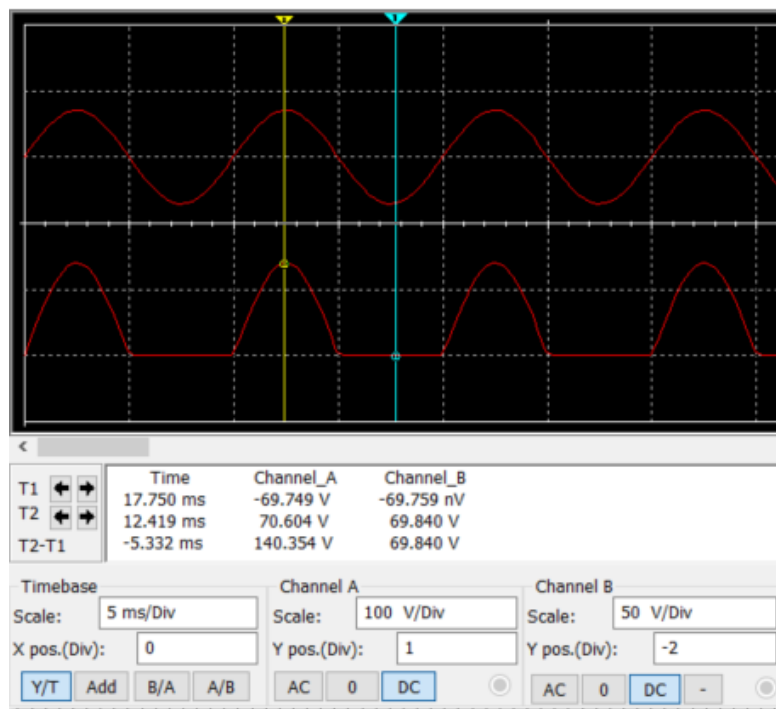 Time Channel_A Channel_B
T1 17.750 ms -69.749 V -69.759 nV
T2 12.419 ms 70.604 V 69.840 V
T2-T1 -5.332 ms 140.354 V 69.840 V
Timebase Channel A Channel B
Scale: 5 ms/Div Scale: 100 V/Div Scale: 50 V/Div
X pos.(Div): 0 Y pos.(Div): 1 Y pos.(Div): -2
Y/T Add B/A A/B AC 0 DC AC 0 DC -